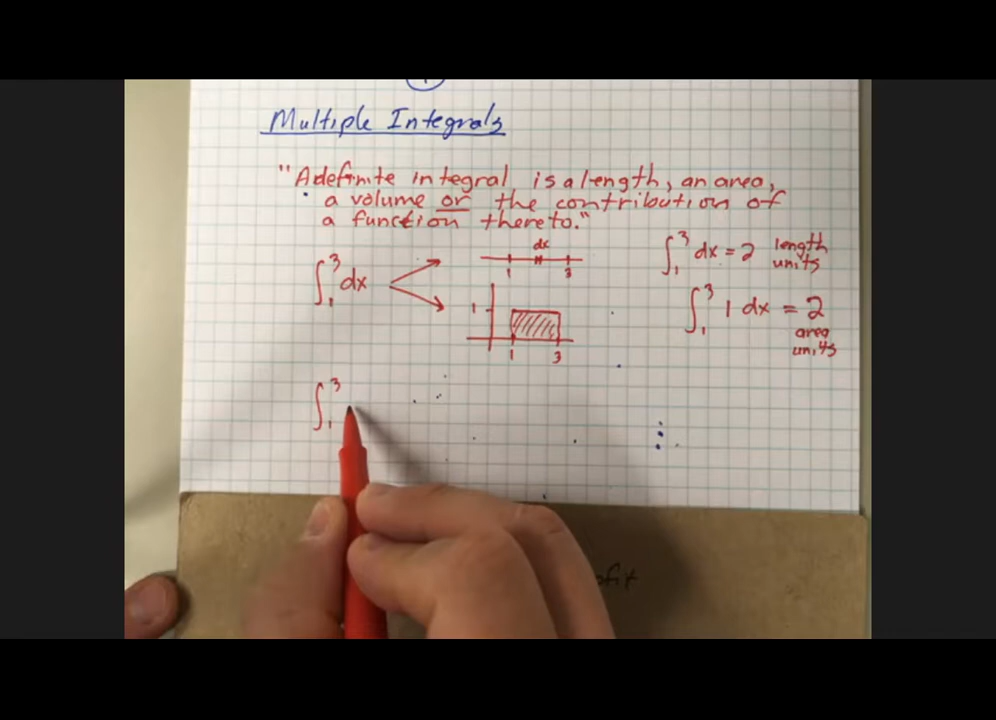 Multiple Integrals
"A definite integral is a length, an area,
a volume or the contribution of
a function thereto."
∫₁³ dx
dx
1 3
1
1 3
∫₁³ dx = 2 length units
∫₁³ 1 dx = 2 area units
∫₁³